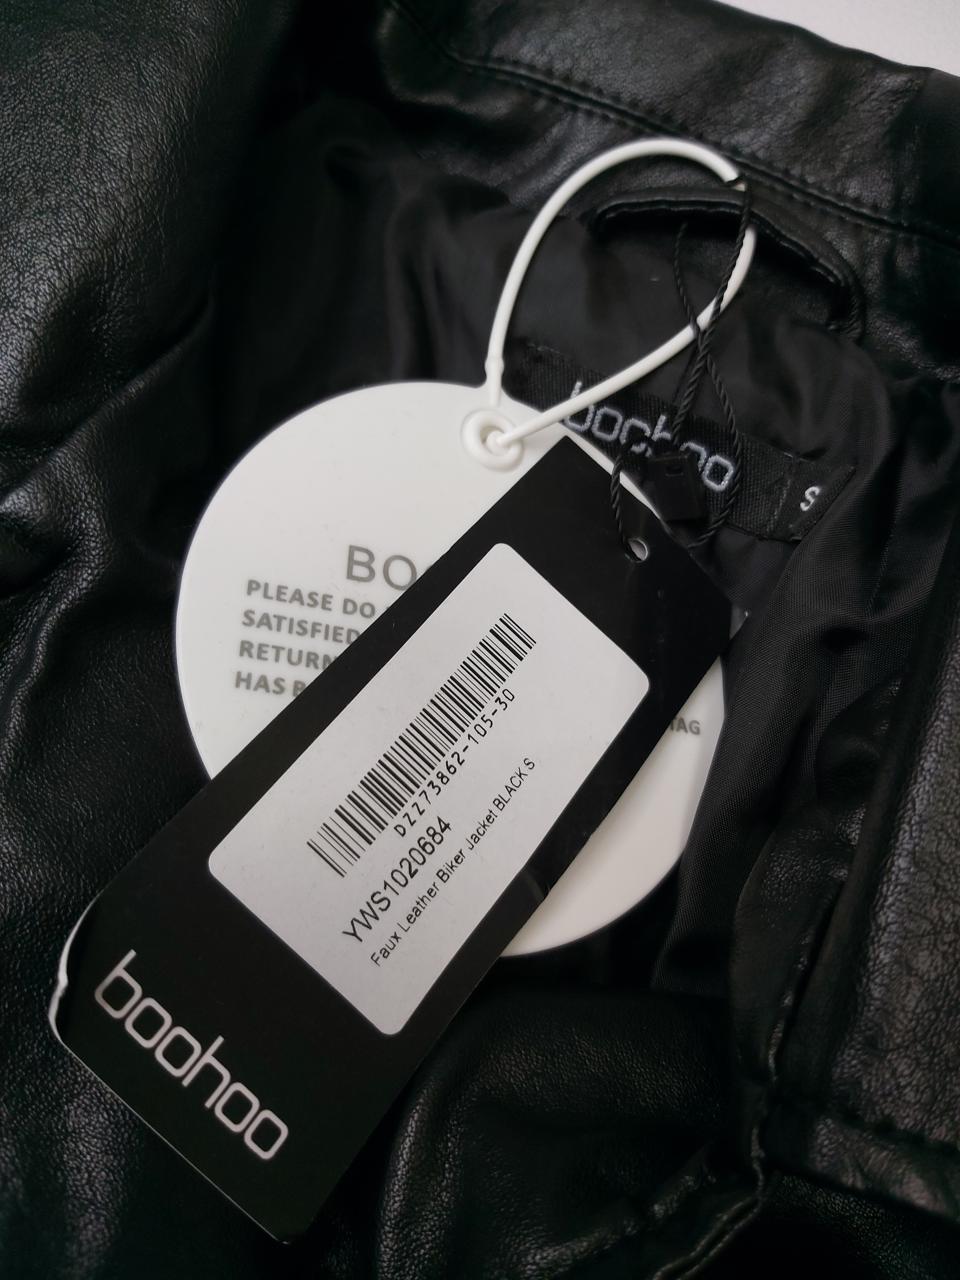 boohoo
S
BO
PLEASE DO
SATISFIED
RETURN
HAS
TAG
DZZ73862-105-30
YWS1020684
Faux Leather Biker Jacket BLACK S
boohoo